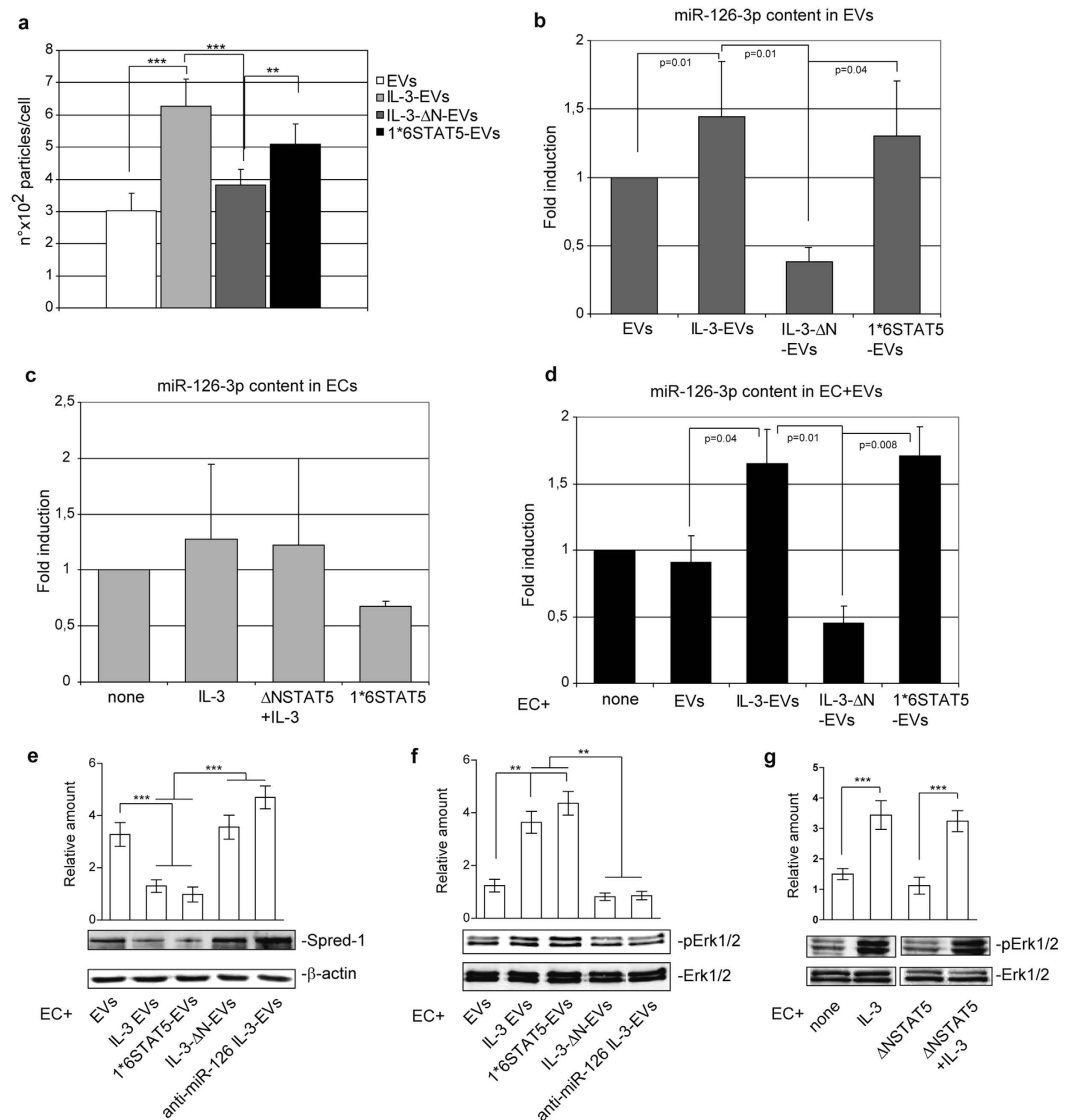 a
***
***
**
8
7
6
5
4
3
2
1
0
n°x10² particles/cell
EVs
IL-3-EVs
IL-3-ΔN-EVs
1*6STAT5-EVs
b
miR-126-3p content in EVs
2
1,5
1
0,5
0
Fold induction
p=0.01
p=0.01
p=0.04
EVs
IL-3-EVs
IL-3-ΔN
-EVs
1*6STAT5
-EVs
c
miR-126-3p content in ECs
2,5
2
1,5
1
0,5
0
Fold induction
none
IL-3
ΔNSTAT5
+IL-3
1*6STAT5
d
miR-126-3p content in EC+EVs
2
1,5
1
0,5
0
Fold induction
p=0.04
p=0.01
p=0.008
EC+
none
EVs
IL-3-EVs
IL-3-ΔN
-EVs
1*6STAT5
-EVs
e
6
4
2
0
Relative amount
***
***
-Spred-1
-β-actin
EC+
EVs
IL-3 EVs
1*6STAT5-EVs
IL-3-ΔN-EVs
anti-miR-126 IL-3-EVs
f
6
4
2
0
Relative amount
**
**
-pErk1/2
-Erk1/2
EC+
EVs
IL-3 EVs
1*6STAT5-EVs
IL-3-ΔN-EVs
anti-miR-126 IL-3-EVs
g
5
4
3
2
1
0
Relative amount
***
***
-pErk1/2
-Erk1/2
EC+
none
IL-3
ΔNSTAT5
ΔNSTAT5
+IL-3